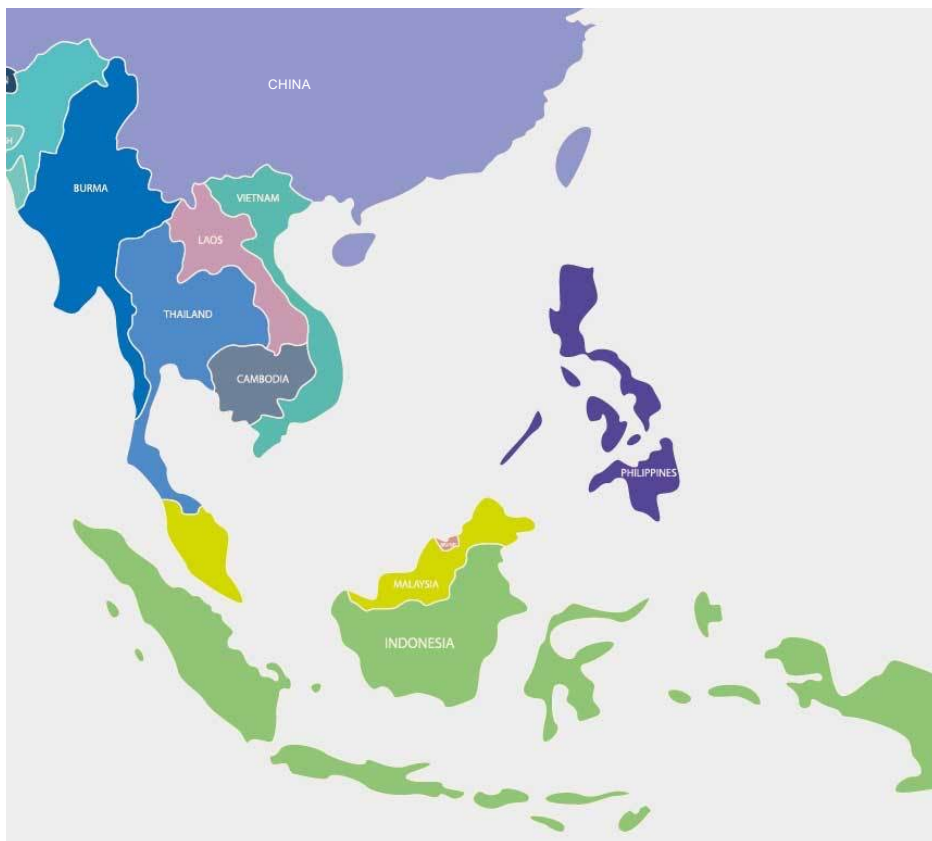 CHINA
BURMA
VIETNAM
LAOS
THAILAND
CAMBODIA
PHILIPPINES
MALAYSIA
INDONESIA